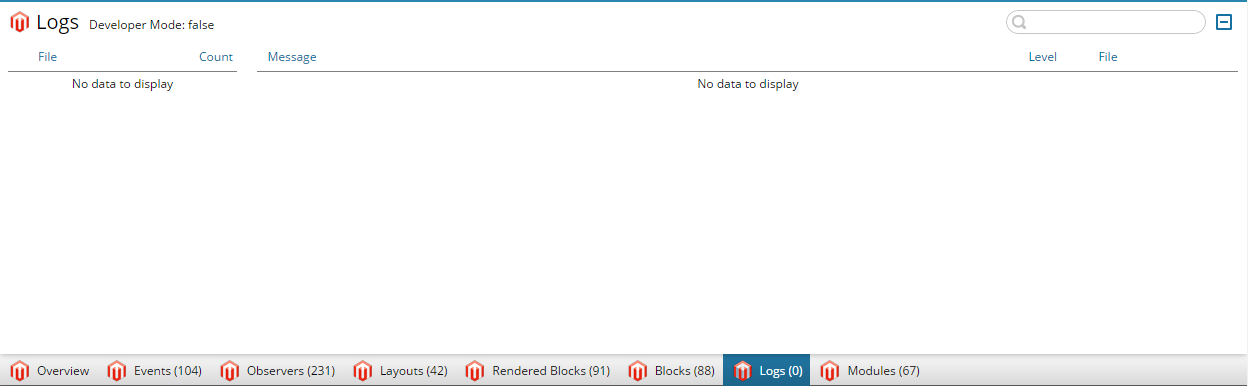 Logs Developer Mode: false
File Count Message Level File
No data to display No data to display
Overview Events (104) Observers (231) Layouts (42) Rendered Blocks (91) Blocks (88) Logs (0) Modules (67)